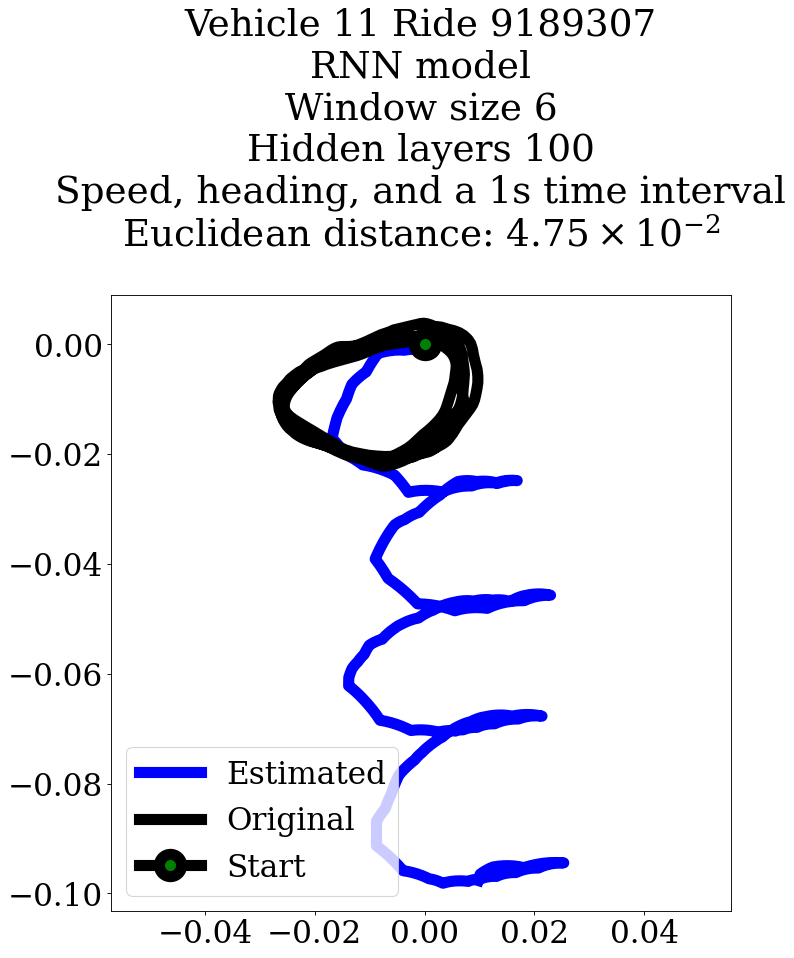 Vehicle 11 Ride 9189307
RNN model
Window size 6
Hidden layers 100
Speed, heading, and a 1s time interval
Euclidean distance: 4.75 × 10⁻²
0.00
−0.02
−0.04
−0.06
−0.08
−0.10
Estimated
Original
Start
−0.04 −0.02 0.00 0.02 0.04